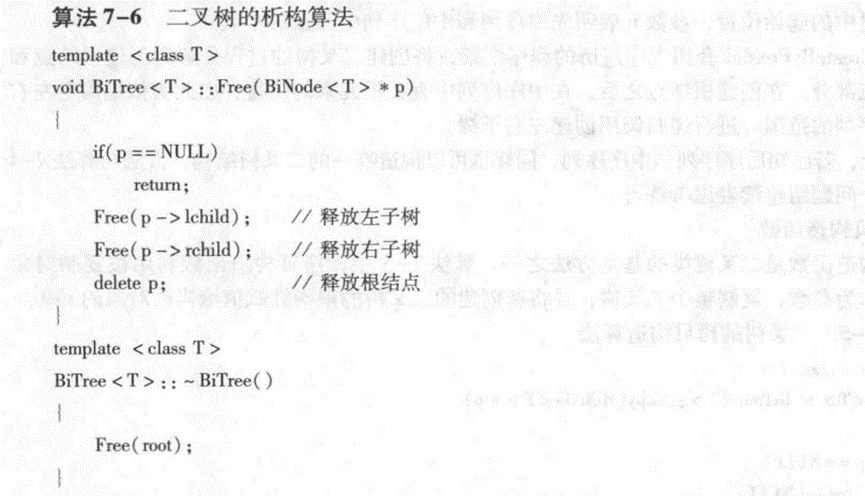 算法 7-6 二叉树的析构算法
template < class T >
void BiTree < T > :: Free( BiNode < T > * p)
{
if( p == NULL)
return;
Free( p -> lchild); // 释放左子树
Free( p -> rchild); // 释放右子树
delete p; // 释放根结点
}
template < class T >
BiTree < T > :: ~ BiTree( )
{
Free( root);
}